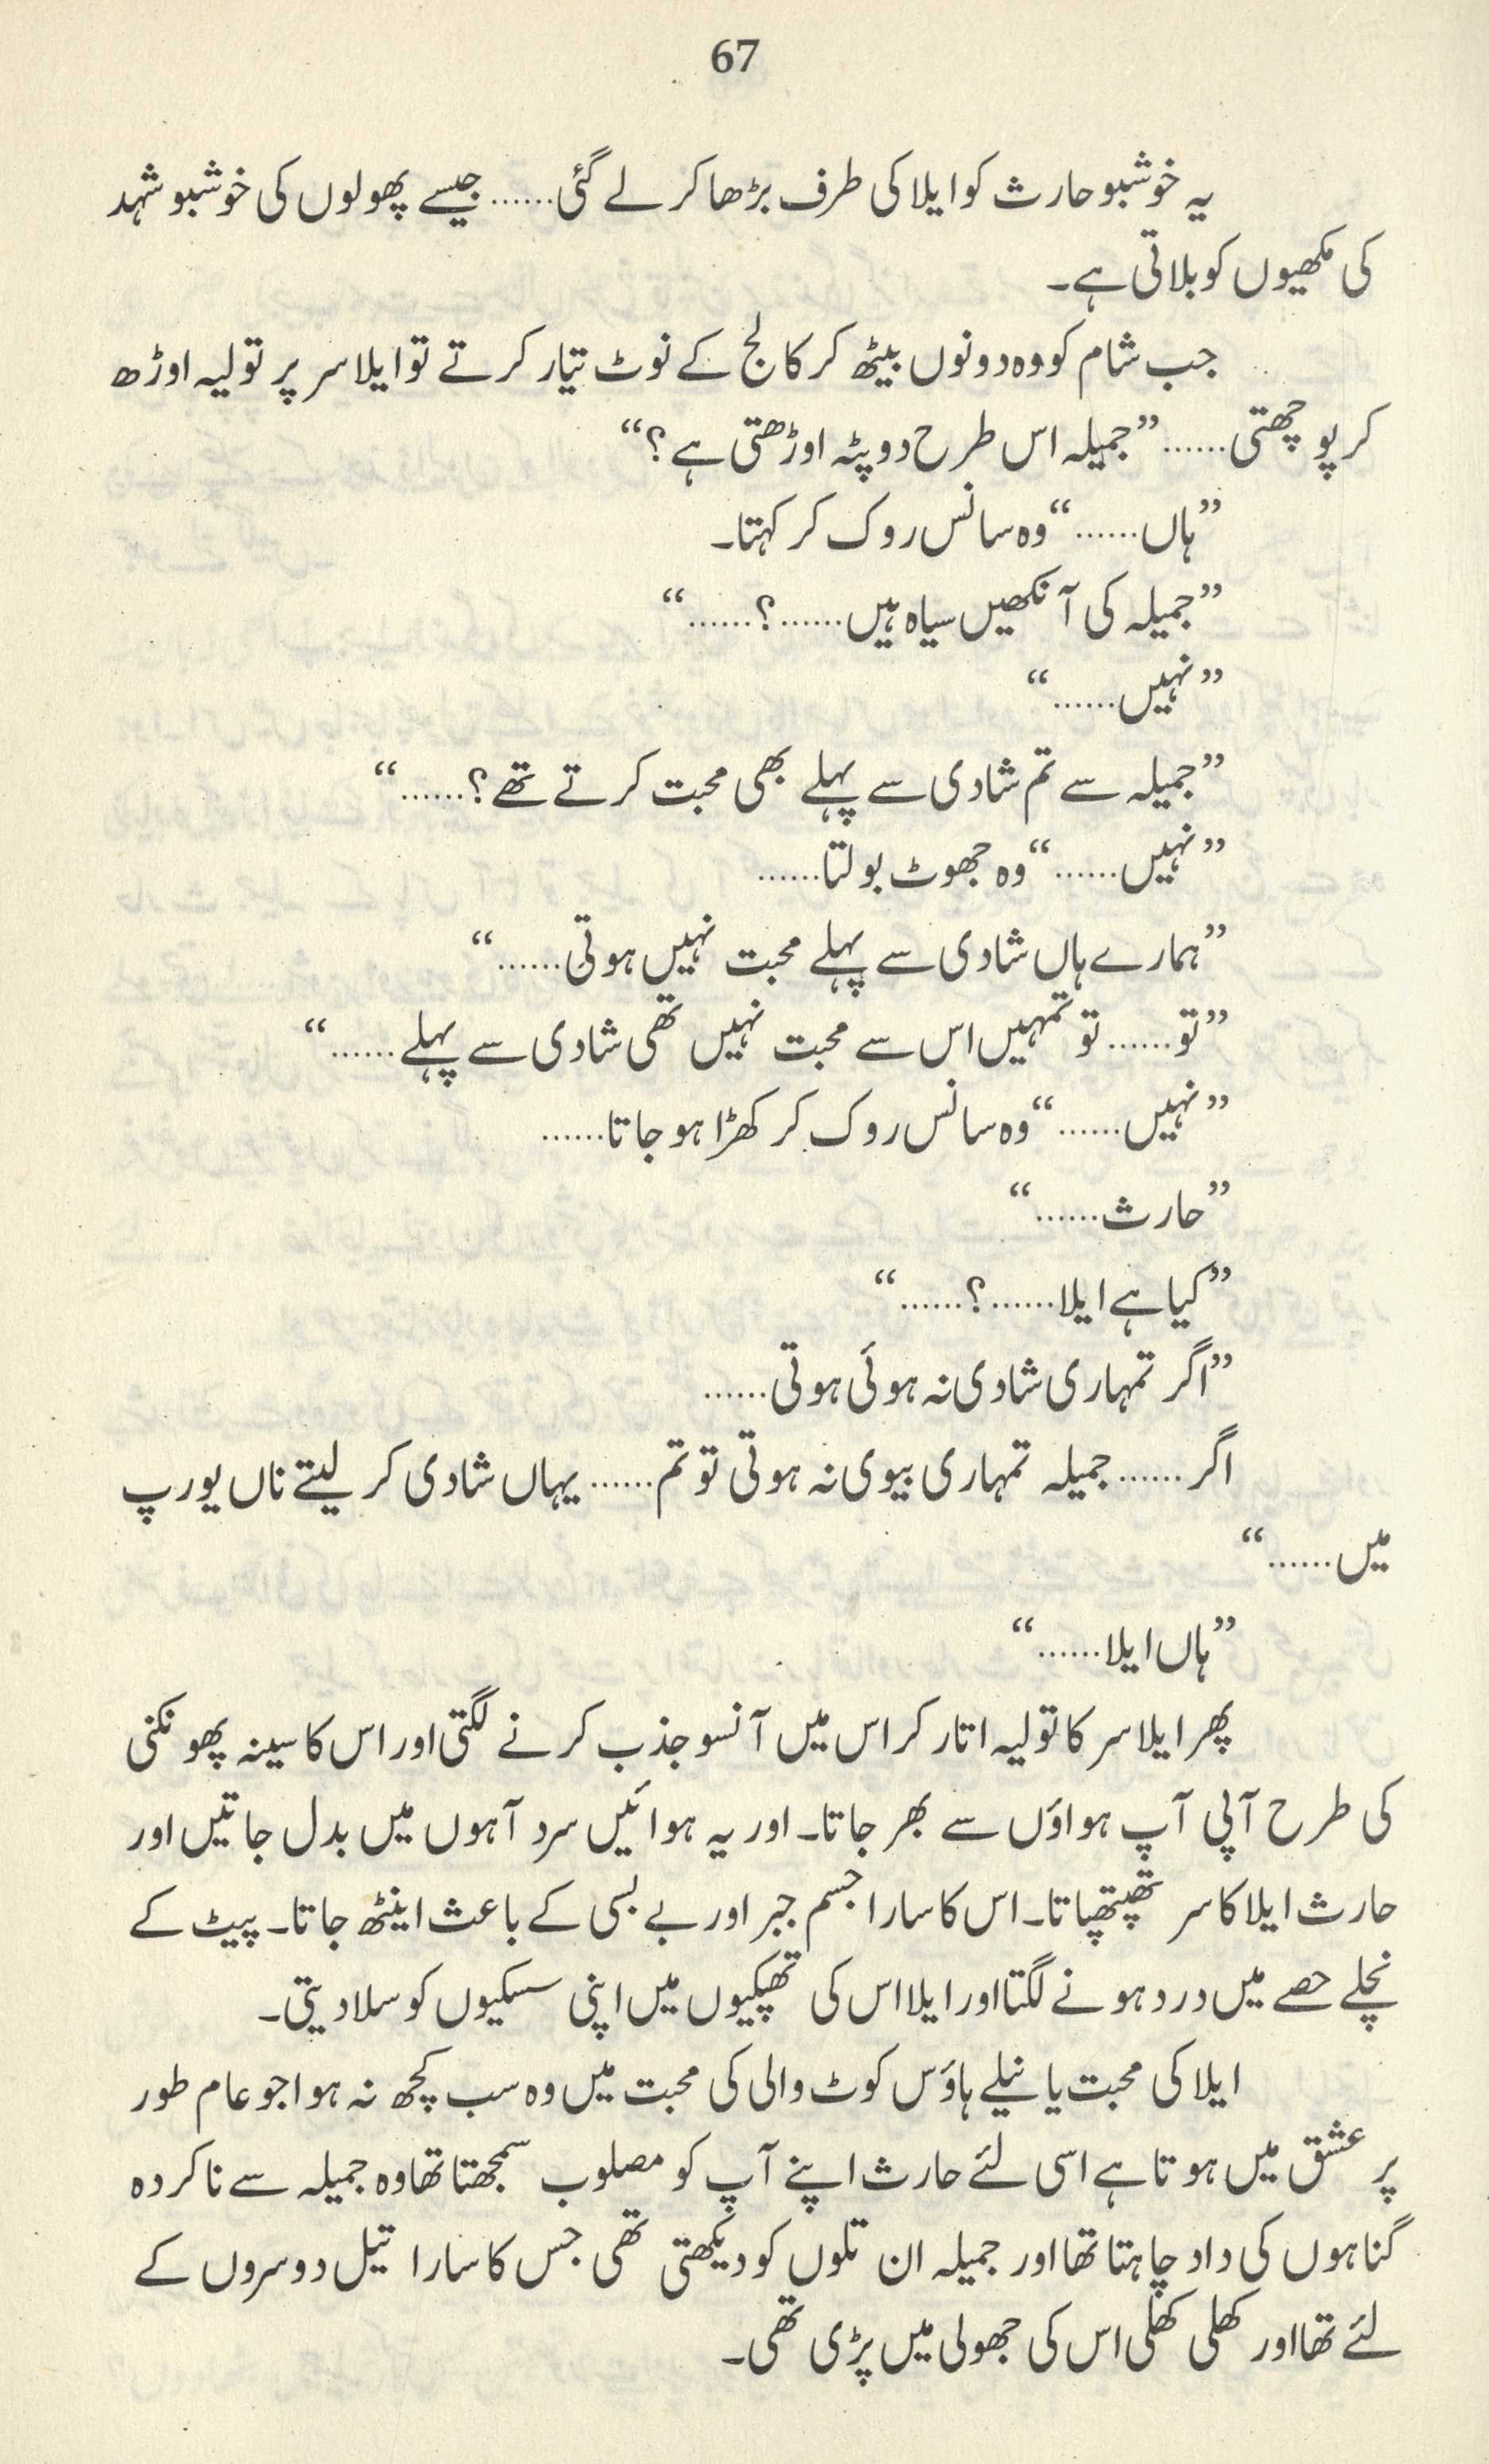 67
یہ خوشبو حارث کو ایلا کی طرف بڑھا کر لے گئی...... جیسے پھولوں کی خوشبو شہد
کی مکھیوں کو بلاتی ہے۔
جب شام کو وہ دونوں بیٹھ کر کالج کے نوٹ تیار کرتے تو ایلا سر پر تولیہ اوڑھ
کر پوچھتی...... ”جمیلہ اس طرح دوپٹہ اوڑھتی ہے؟“
”ہاں......“ وہ سانس روک کر کہتا۔
”جمیلہ کی آنکھیں سیاہ ہیں......؟......“
”نہیں......“
”جمیلہ سے تم شادی سے پہلے بھی محبت کرتے تھے؟......“
”نہیں......“ وہ جھوٹ بولتا......
”ہمارے ہاں شادی سے پہلے محبت نہیں ہوتی......“
”تو...... تو تمہیں اس سے محبت نہیں تھی شادی سے پہلے......“
”نہیں......“ وہ سانس روک کر کھڑا ہو جاتا......
”حارث......“
”کیا ہے ایلا......؟......“
”اگر تمہاری شادی نہ ہوئی ہوتی......
اگر...... جمیلہ تمہاری بیوی نہ ہوتی تو تم...... یہاں شادی کر لیتے ناں یورپ
میں......“
”ہاں ایلا......“
پھر ایلا سر کا تولیہ اتار کر اس میں آنسو جذب کرنے لگتی اور اس کا سینہ پھونکنی
کی طرح آپی آپ ہواؤں سے بھر جاتا۔ اور یہ ہوائیں سرد آہوں میں بدل جاتیں اور
حارث ایلا کا سر تھپتھپاتا۔ اس کا سارا جسم جبر اور بے بسی کے باعث اینٹھ جاتا۔ پیٹ کے
نچلے حصے میں درد ہونے لگتا اور ایلا اس کی تھپکیوں میں اپنی سسکیوں کو سلا دیتی۔
ایلا کی محبت یا نیلے ہاؤس کوٹ والی کی محبت میں وہ سب کچھ نہ ہوا جو عام طور
پر عشق میں ہوتا ہے اسی لئے حارث اپنے آپ کو مصلوب سمجھتا تھا وہ جمیلہ سے ناکردہ
گناہوں کی داد چاہتا تھا اور جمیلہ ان تلوں کو دیکھتی تھی جس کا سارا تیل دوسروں کے
لئے تھا اور کھلی کھلی اس کی جھولی میں پڑی تھی۔